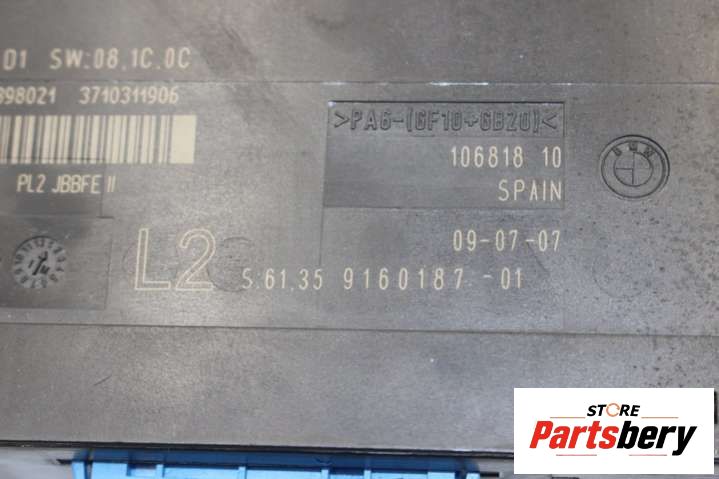 01 SW:08.1C.0C
898021 3710311906
PL2 JBBFE II
>PA6-(GF10+GB20)<
106818 10
SPAIN
BMW
09-07-07
L2
S.61.35 9160187-01
STORE
Partsbery